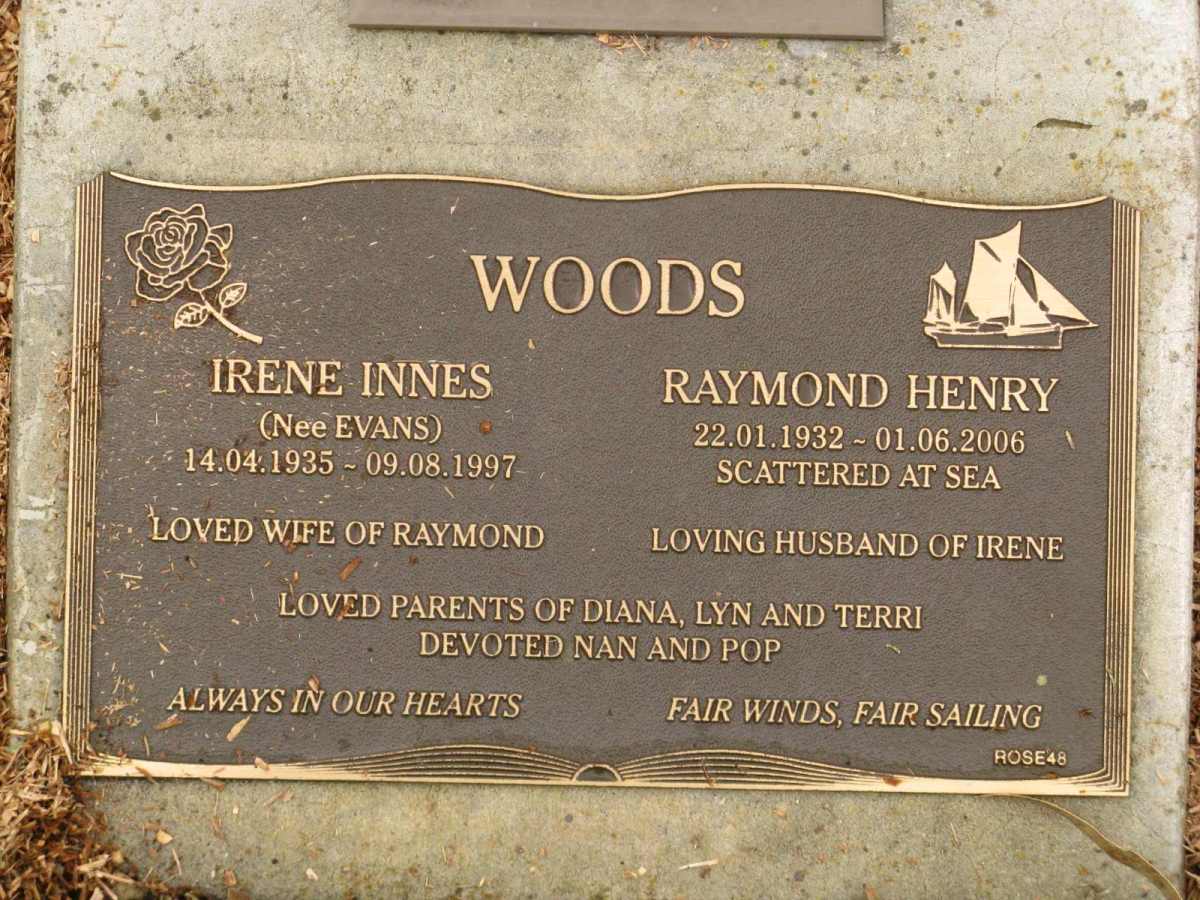 WOODS
IRENE INNES
(Nee EVANS)
14.04.1935 ~ 09.08.1997
LOVED WIFE OF RAYMOND
RAYMOND HENRY
22.01.1932 ~ 01.06.2006
SCATTERED AT SEA
LOVING HUSBAND OF IRENE
LOVED PARENTS OF DIANA, LYN AND TERRI
DEVOTED NAN AND POP
ALWAYS IN OUR HEARTS
FAIR WINDS, FAIR SAILING
ROSE48